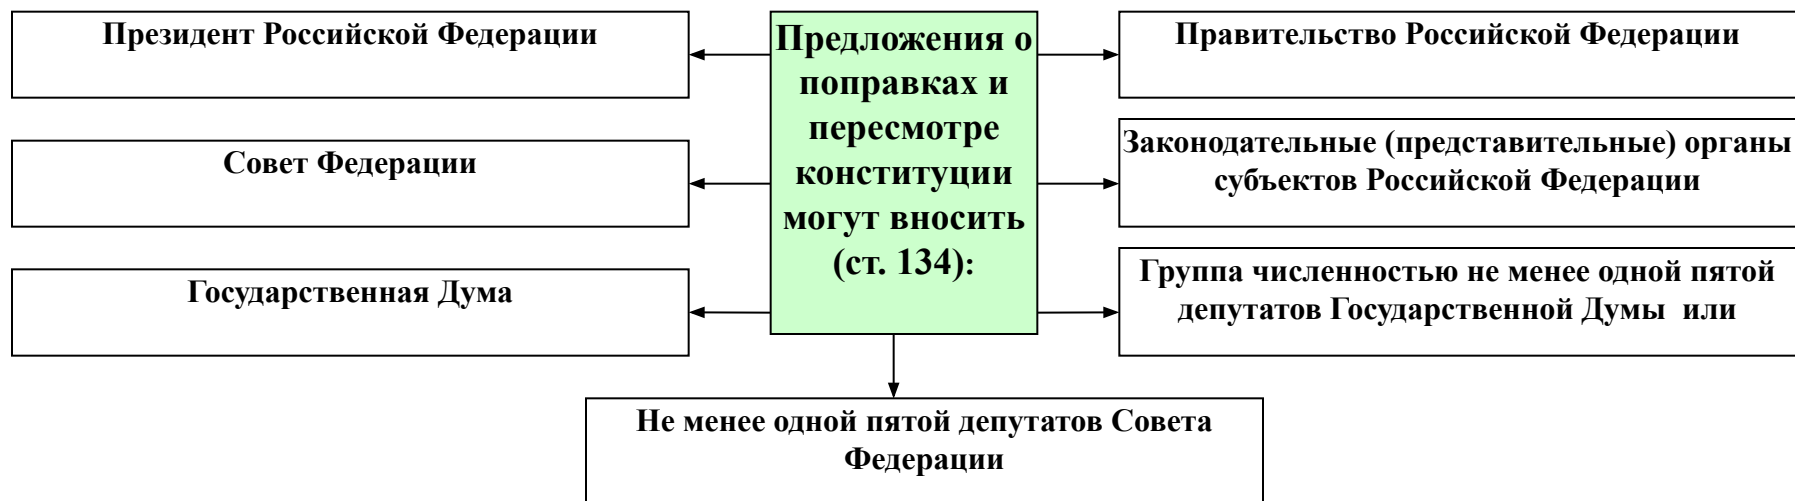 Президент Российской Федерации
Совет Федерации
Государственная Дума
Предложения о
поправках и
пересмотре
конституции
могут вносить
(ст. 134):
Правительство Российской Федерации
Законодательные (представительные) органы
субъектов Российской Федерации
Группа численностью не менее одной пятой
депутатов Государственной Думы или
Не менее одной пятой депутатов Совета
Федерации